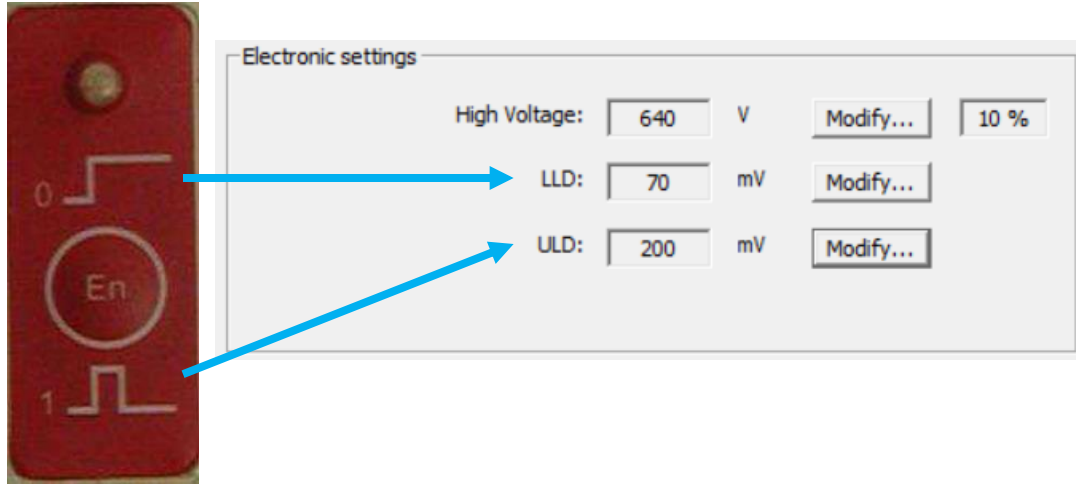 0
En
1
Electronic settings
High Voltage: 640 V Modify... 10 %
LLD: 70 mV Modify...
ULD: 200 mV Modify...